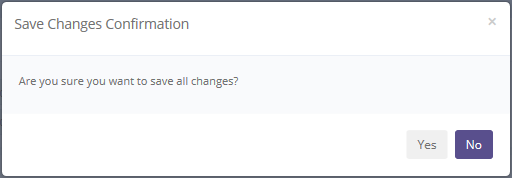 Save Changes Confirmation ×
Are you sure you want to save all changes?
Yes No